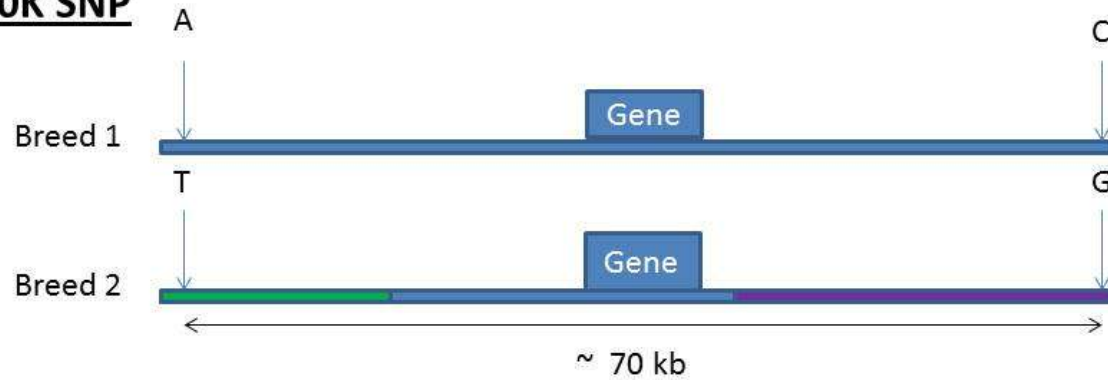 0K SNP
A
C
Breed 1
Gene
T
G
Breed 2
Gene
~ 70 kb